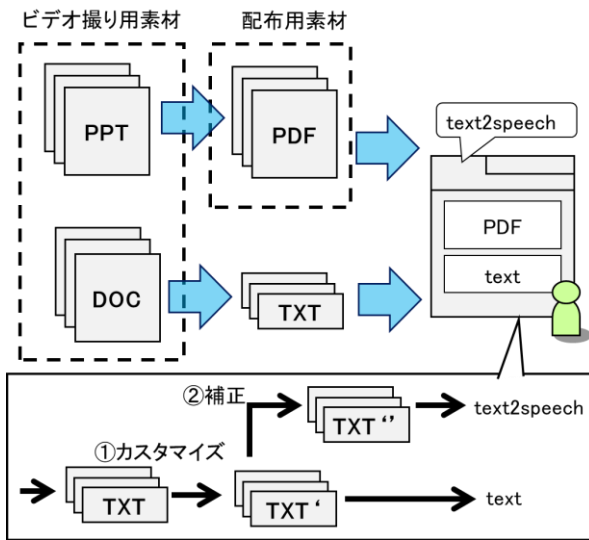 ビデオ撮り用素材
配布用素材
PPT
PDF
text2speech
PDF
text
DOC
TXT
②補正
TXT‘’
text2speech
①カスタマイズ
TXT
TXT‘
text